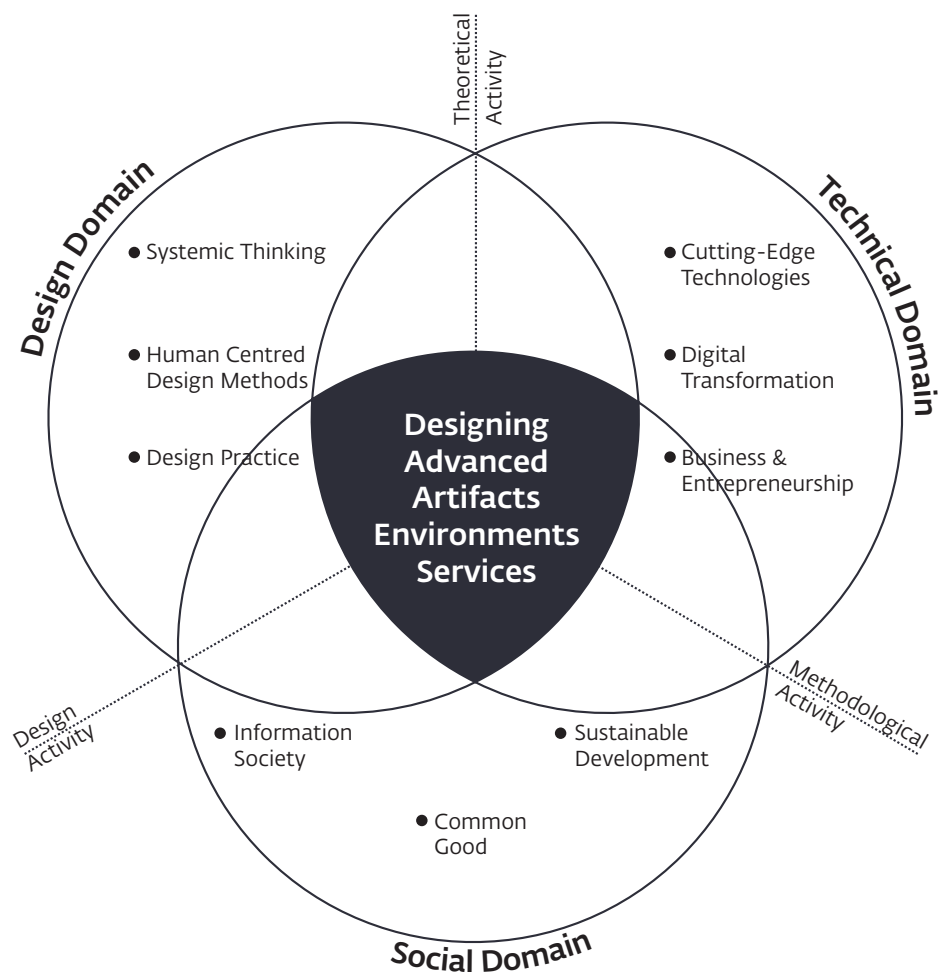 Theoretical
Activity
Design Domain
Technical Domain
Systemic Thinking
Human Centred
Design Methods
Design Practice
Cutting-Edge
Technologies
Digital
Transformation
Business &
Entrepreneurship
Designing
Advanced
Artifacts
Environments
Services
Design
Activity
Methodological
Activity
Information
Society
Sustainable
Development
Common
Good
Social Domain